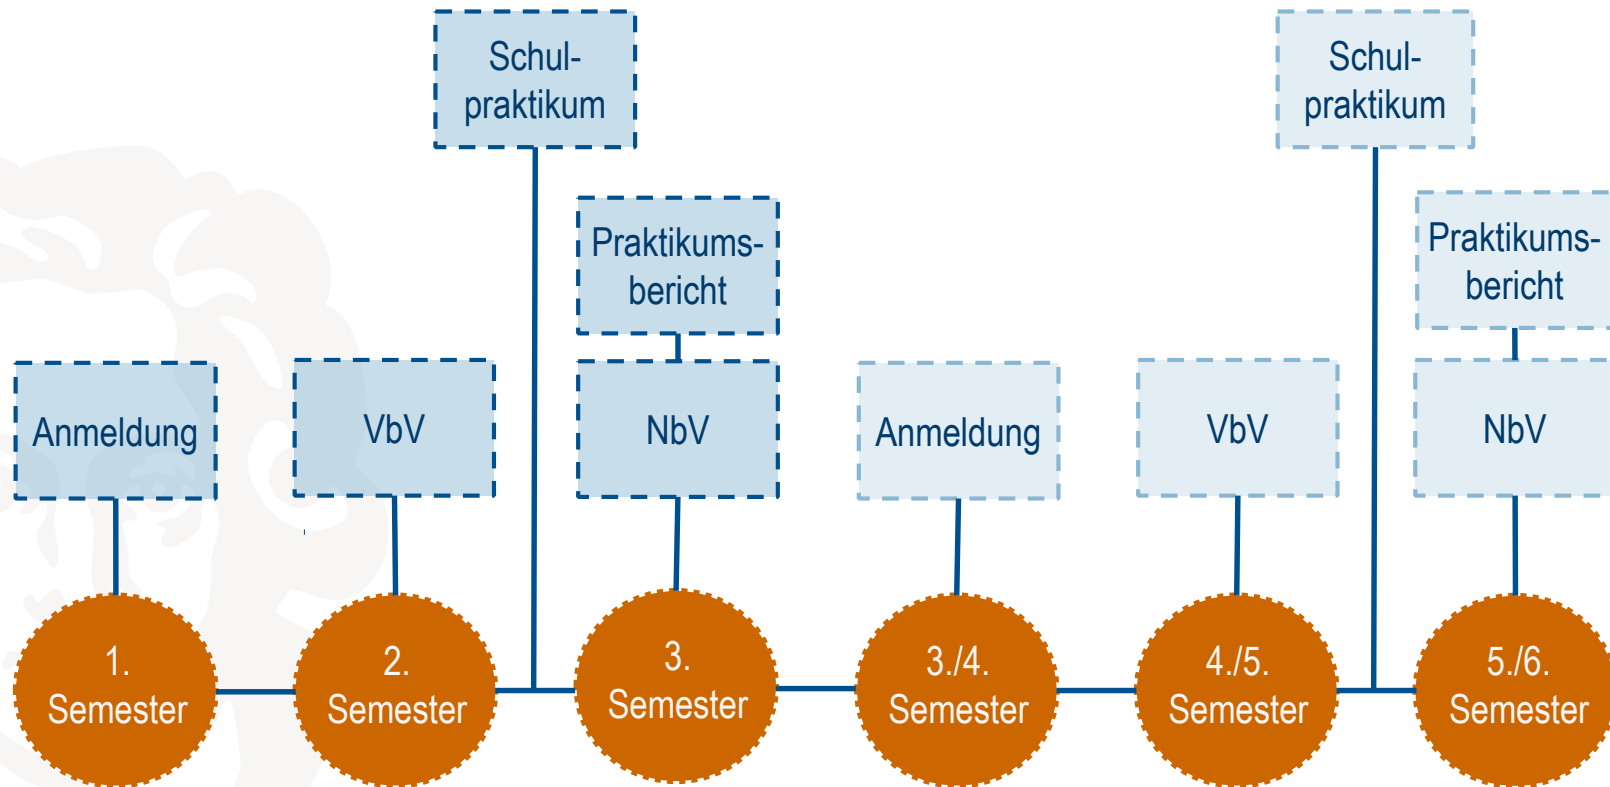 Schul-
praktikum
Schul-
praktikum
Praktikums-
bericht
Praktikums-
bericht
Anmeldung
VbV
NbV
Anmeldung
VbV
NbV
1.
Semester
2.
Semester
3.
Semester
3./4.
Semester
4./5.
Semester
5./6.
Semester